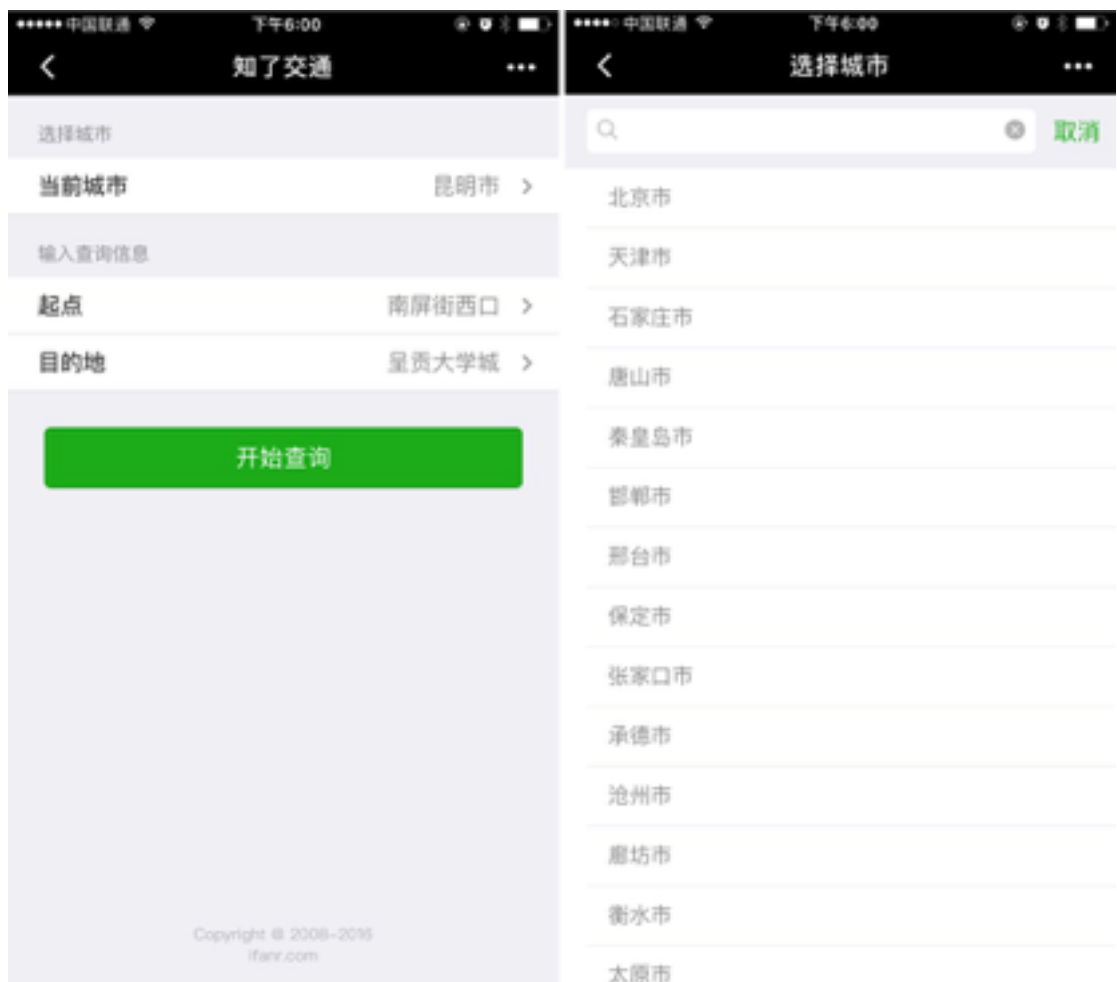 中国联通 下午6:00
知了交通
选择城市
当前城市 昆明市
输入查询信息
起点 南屏街西口
目的地 呈贡大学城
开始查询
Copyright © 2008-2016
ifanr.com
中国联通 下午6:00
选择城市
取消
北京市
天津市
石家庄市
唐山市
秦皇岛市
邯郸市
邢台市
保定市
张家口市
承德市
沧州市
廊坊市
衡水市
太原市